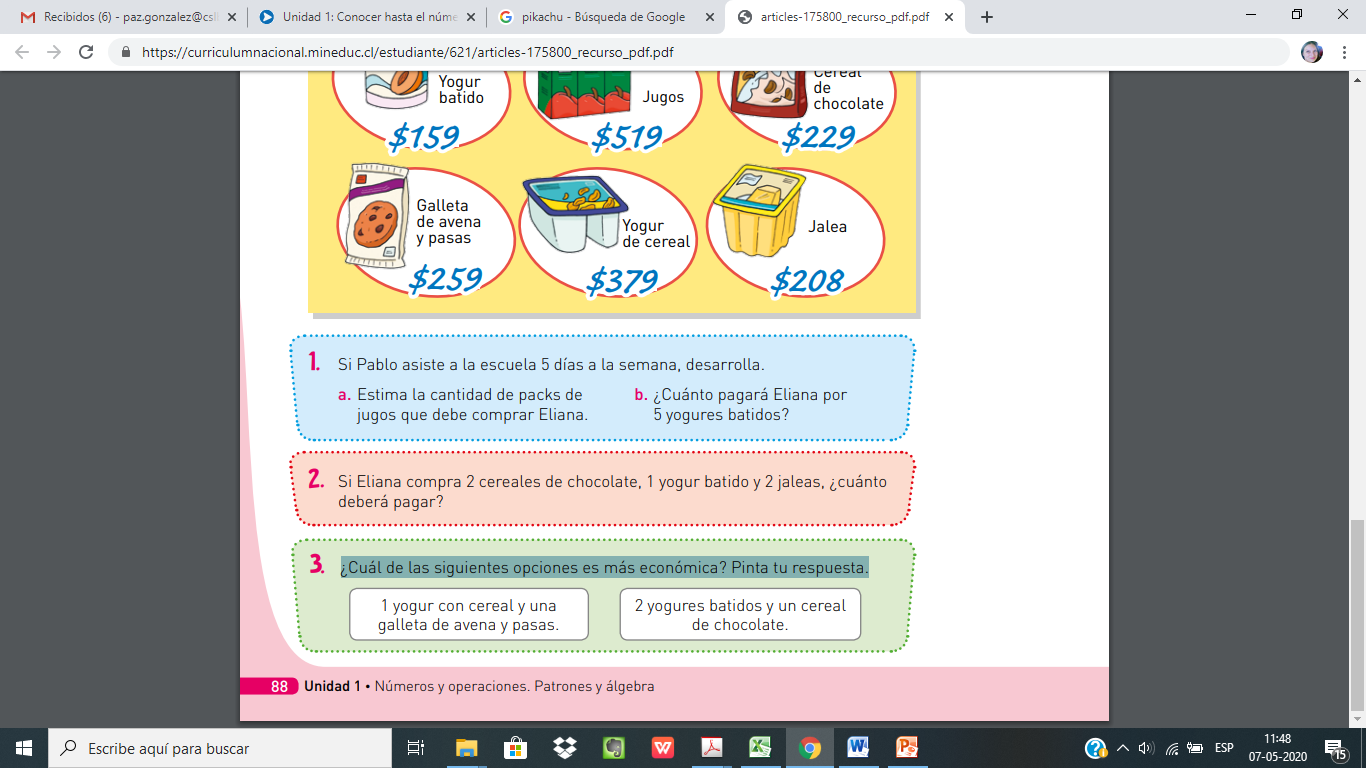 Recibidos (6) - paz.gonzalez@csl
Unidad 1: Conocer hasta el núme
pikachu - Búsqueda de Google
articles-175800_recurso_pdf.pdf
https://curriculumnacional.mineduc.cl/estudiante/621/articles-175800_recurso_pdf.pdf
Yogur
batido
$159
Jugos
$519
Cereal
de
chocolate
$229
Galleta
de avena
y pasas
$259
Yogur
de cereal
$379
Jalea
$208
1. Si Pablo asiste a la escuela 5 días a la semana, desarrolla.
a. Estima la cantidad de packs de
jugos que debe comprar Eliana.
b. ¿Cuánto pagará Eliana por
5 yogures batidos?
2. Si Eliana compra 2 cereales de chocolate, 1 yogur batido y 2 jaleas, ¿cuánto
deberá pagar?
3. ¿Cuál de las siguientes opciones es más económica? Pinta tu respuesta.
1 yogur con cereal y una
galleta de avena y pasas.
2 yogures batidos y un cereal
de chocolate.
88 Unidad 1 • Números y operaciones. Patrones y álgebra
Escribe aquí para buscar
ESP
11:48
07-05-2020
15